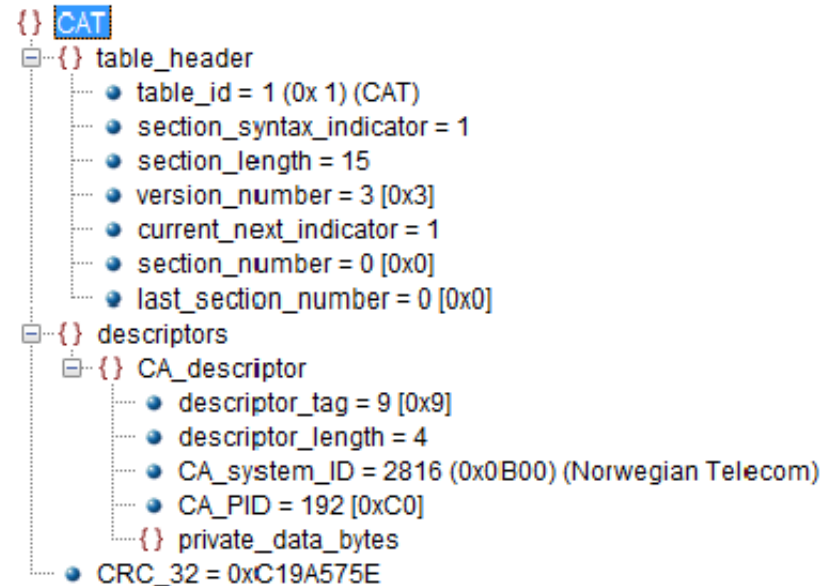 {} CAT
{} table_header
table_id = 1 (0x 1) (CAT)
section_syntax_indicator = 1
section_length = 15
version_number = 3 [0x3]
current_next_indicator = 1
section_number = 0 [0x0]
last_section_number = 0 [0x0]
{} descriptors
{} CA_descriptor
descriptor_tag = 9 [0x9]
descriptor_length = 4
CA_system_ID = 2816 (0x0B00) (Norwegian Telecom)
CA_PID = 192 [0xC0]
{} private_data_bytes
CRC_32 = 0xC19A575E